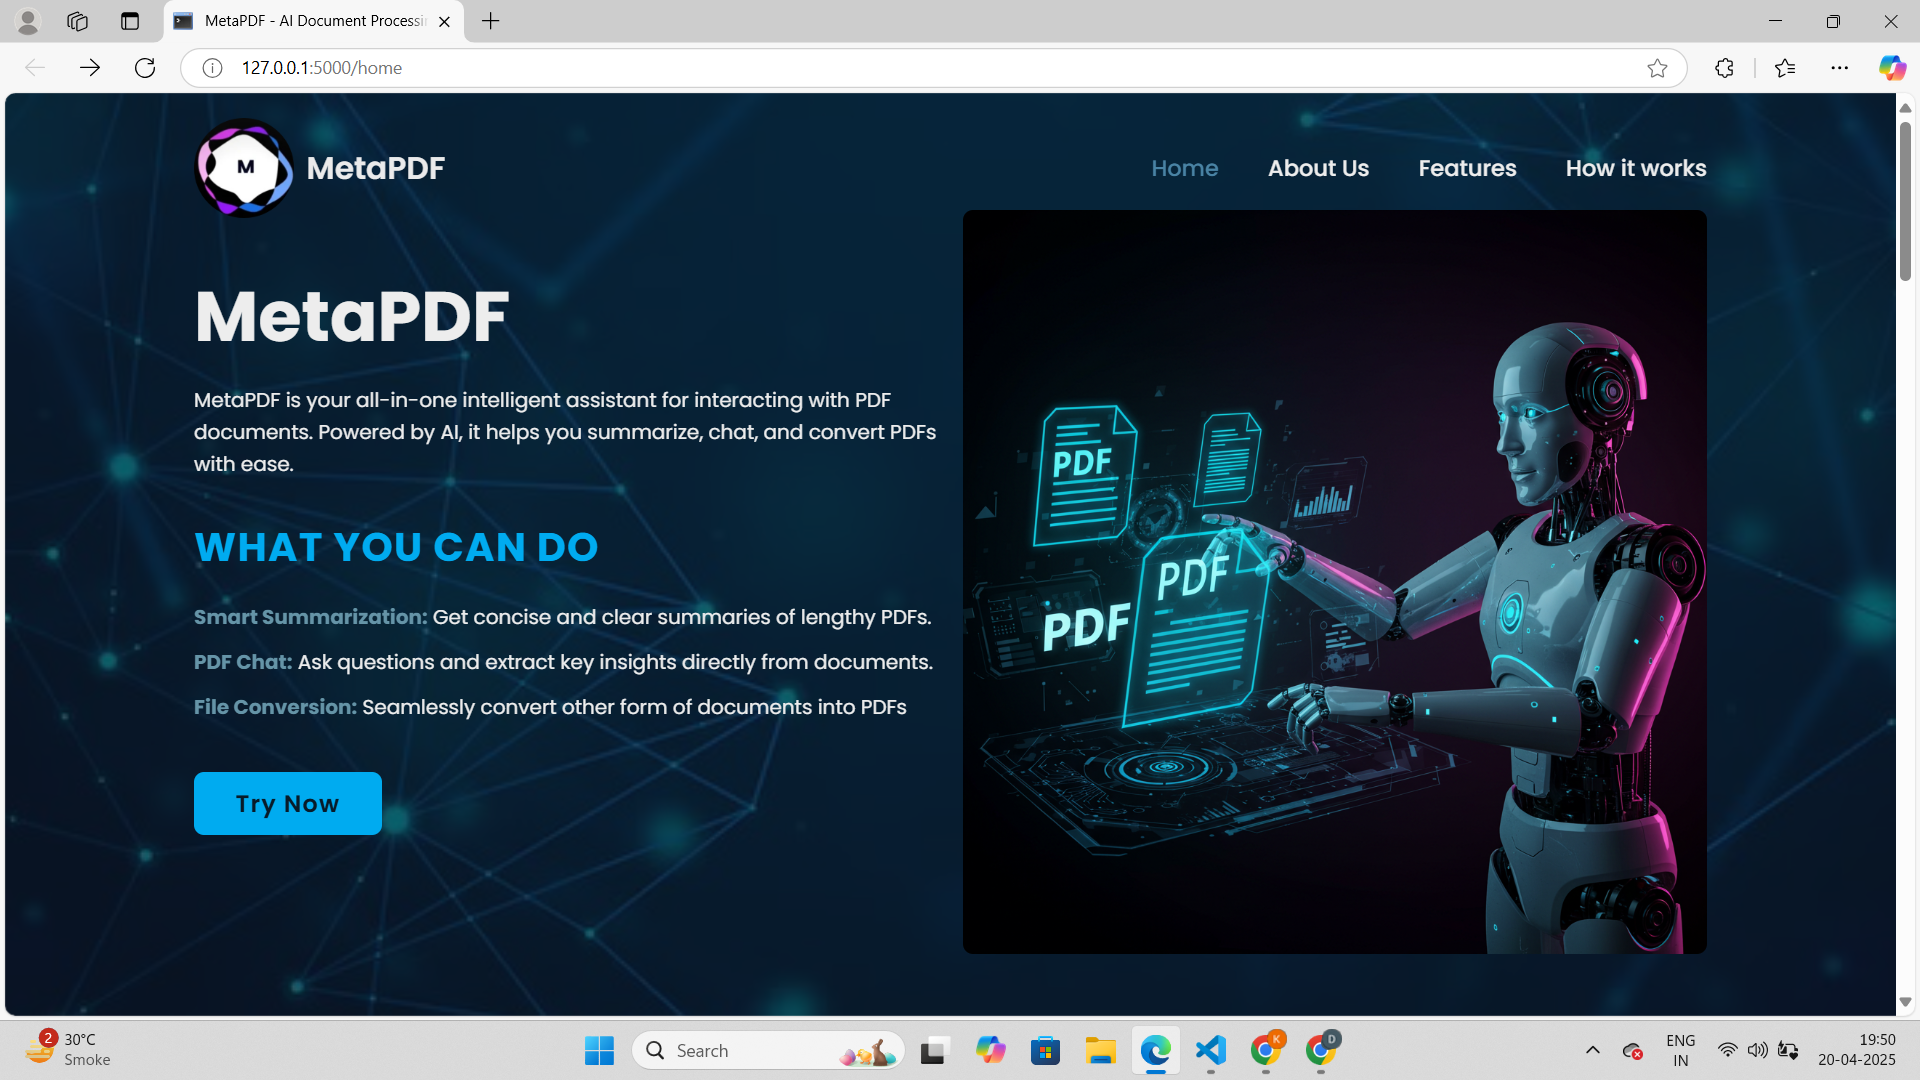 MetaPDF - AI Document Processin
127.0.0.1:5000/home
M
MetaPDF
Home
About Us
Features
How it works
MetaPDF
MetaPDF is your all-in-one intelligent assistant for interacting with PDF
documents. Powered by AI, it helps you summarize, chat, and convert PDFs
with ease.
WHAT YOU CAN DO
Smart Summarization: Get concise and clear summaries of lengthy PDFs.
PDF Chat: Ask questions and extract key insights directly from documents.
File Conversion: Seamlessly convert other form of documents into PDFs
Try Now
PDF
PDF
PDF
2
30°C
Smoke
Search
K
D
ENG
IN
19:50
20-04-2025